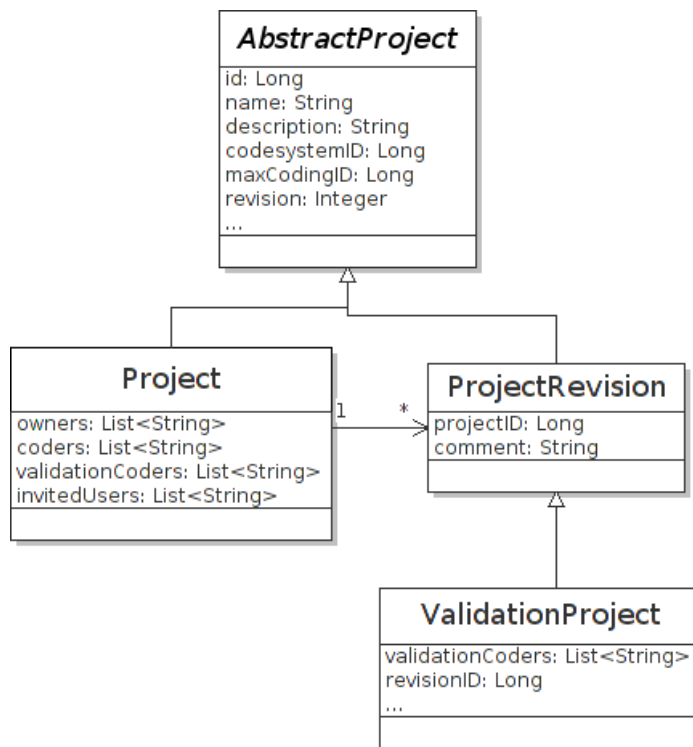 AbstractProject
id: Long
name: String
description: String
codesystemID: Long
maxCodingID: Long
revision: Integer
...
Project
owners: List<String>
coders: List<String>
validationCoders: List<String>
invitedUsers: List<String>
1
*
ProjectRevision
projectID: Long
comment: String
ValidationProject
validationCoders: List<String>
revisionID: Long
...